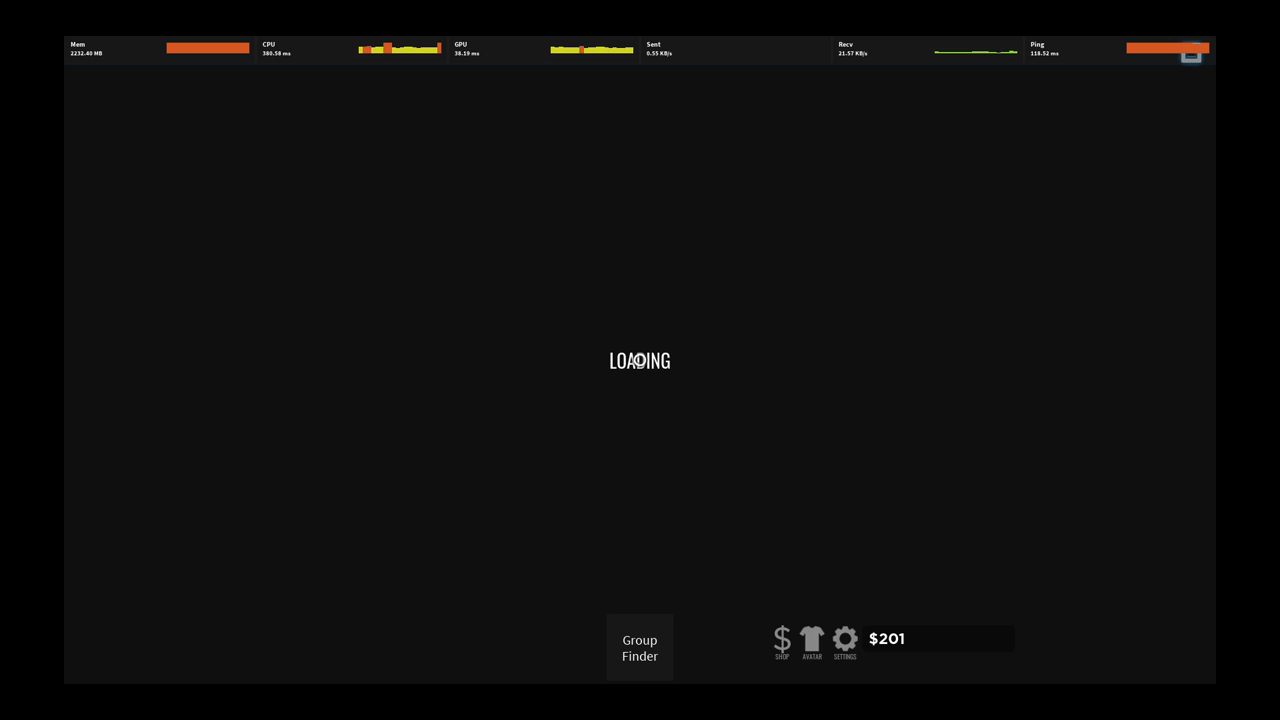 Mem
2232.40 MB
CPU
380.58 ms
GPU
38.19 ms
Sent
0.55 KB/s
Recv
21.57 KB/s
Ping
118.52 ms
LOADING
Group
Finder
SHOP
AVATAR
SETTINGS
$201